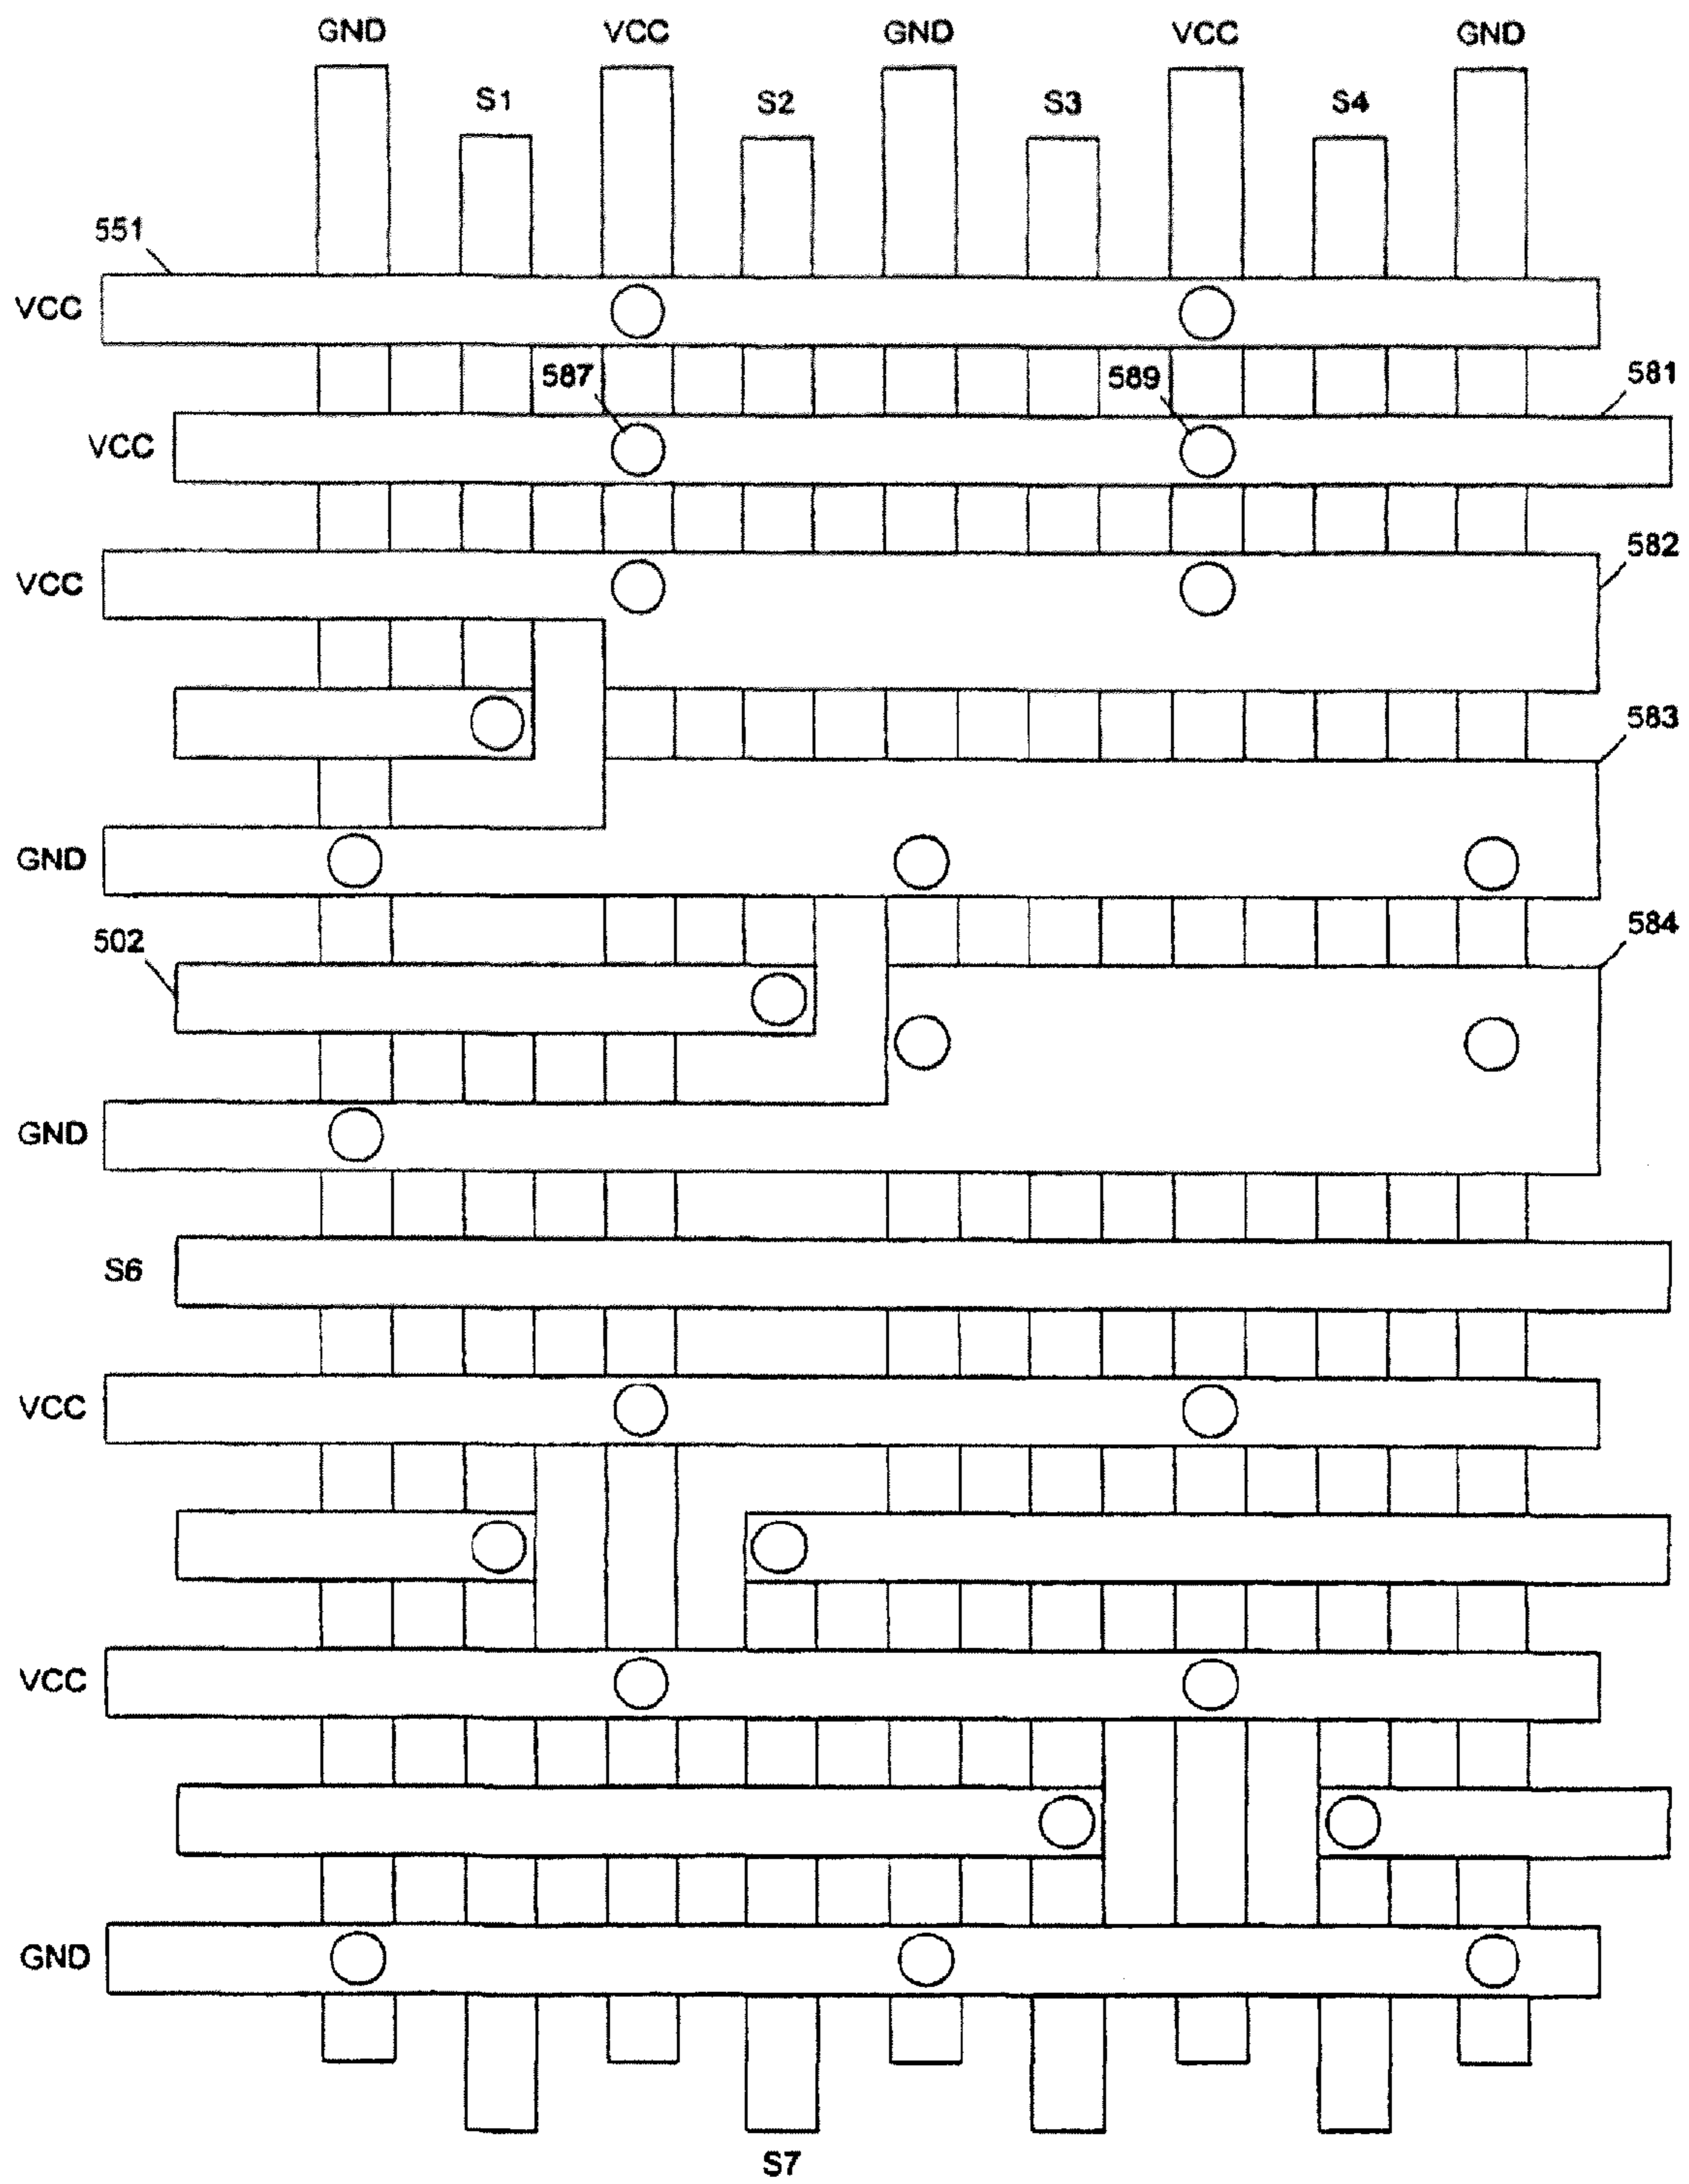 GND VCC GND VCC GND
S1 S2 S3 S4
551
VCC
587 589 581
VCC
582
VCC
583
GND
502 584
GND
S6
VCC
VCC
GND
S7